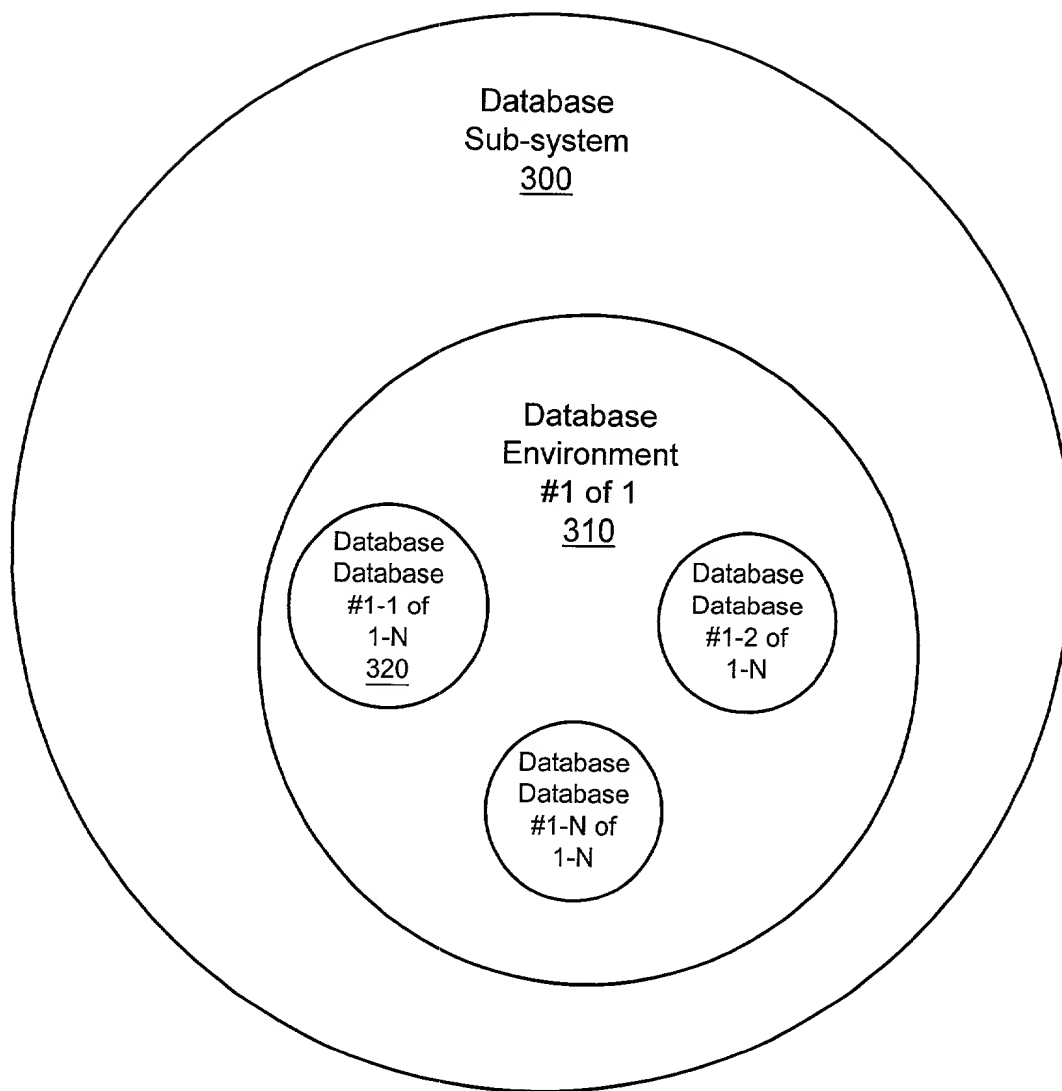 Database
Sub-system
300
Database
Environment
#1 of 1
310
Database
Database
#1-1 of
1-N
320
Database
Database
#1-2 of
1-N
Database
Database
#1-N of
1-N